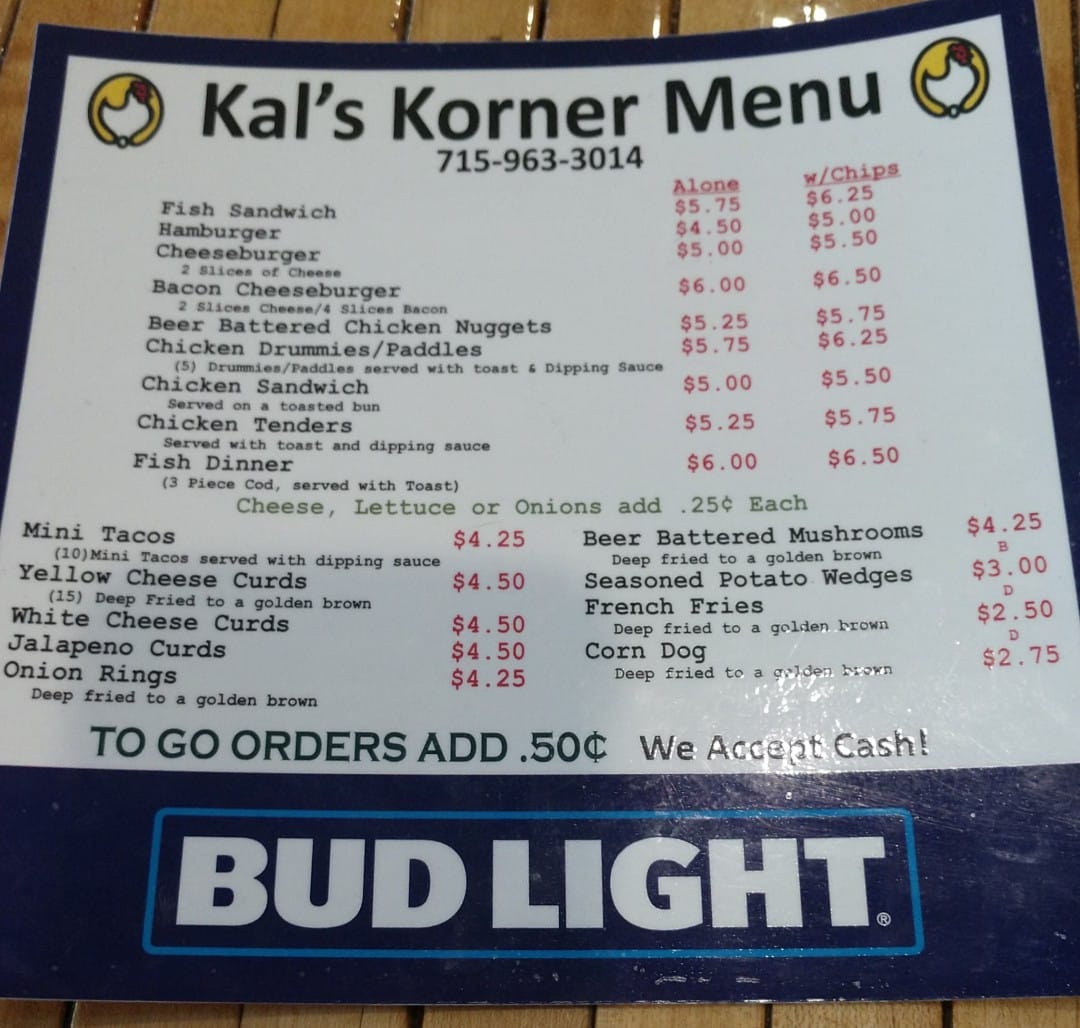 Kal's Korner Menu
715-963-3014
Alone w/Chips
Fish Sandwich $5.75 $6.25
Hamburger $4.50 $5.00
Cheeseburger $5.00 $5.50
2 Slices of Cheese
Bacon Cheeseburger $6.00 $6.50
2 Slices Cheese/4 Slices Bacon
Beer Battered Chicken Nuggets $5.25 $5.75
Chicken Drummies/Paddles $5.75 $6.25
(5) Drummies/Paddles served with toast & Dipping Sauce
Chicken Sandwich $5.00 $5.50
Served on a toasted bun
Chicken Tenders $5.25 $5.75
Served with toast and dipping sauce
Fish Dinner $6.00 $6.50
(3 Piece Cod, served with Toast)
Cheese, Lettuce or Onions add .25¢ Each
Mini Tacos $4.25
(10)Mini Tacos served with dipping sauce
Yellow Cheese Curds $4.50
(15) Deep Fried to a golden brown
White Cheese Curds $4.50
Jalapeno Curds $4.50
Onion Rings $4.25
Deep fried to a golden brown
Beer Battered Mushrooms $4.25
Deep fried to a golden brown B
Seasoned Potato Wedges $3.00
D
French Fries $2.50
Deep fried to a golden brown D
Corn Dog $2.75
Deep fried to a golden brown
TO GO ORDERS ADD .50¢ We Accept Cash!
BUD LIGHT®